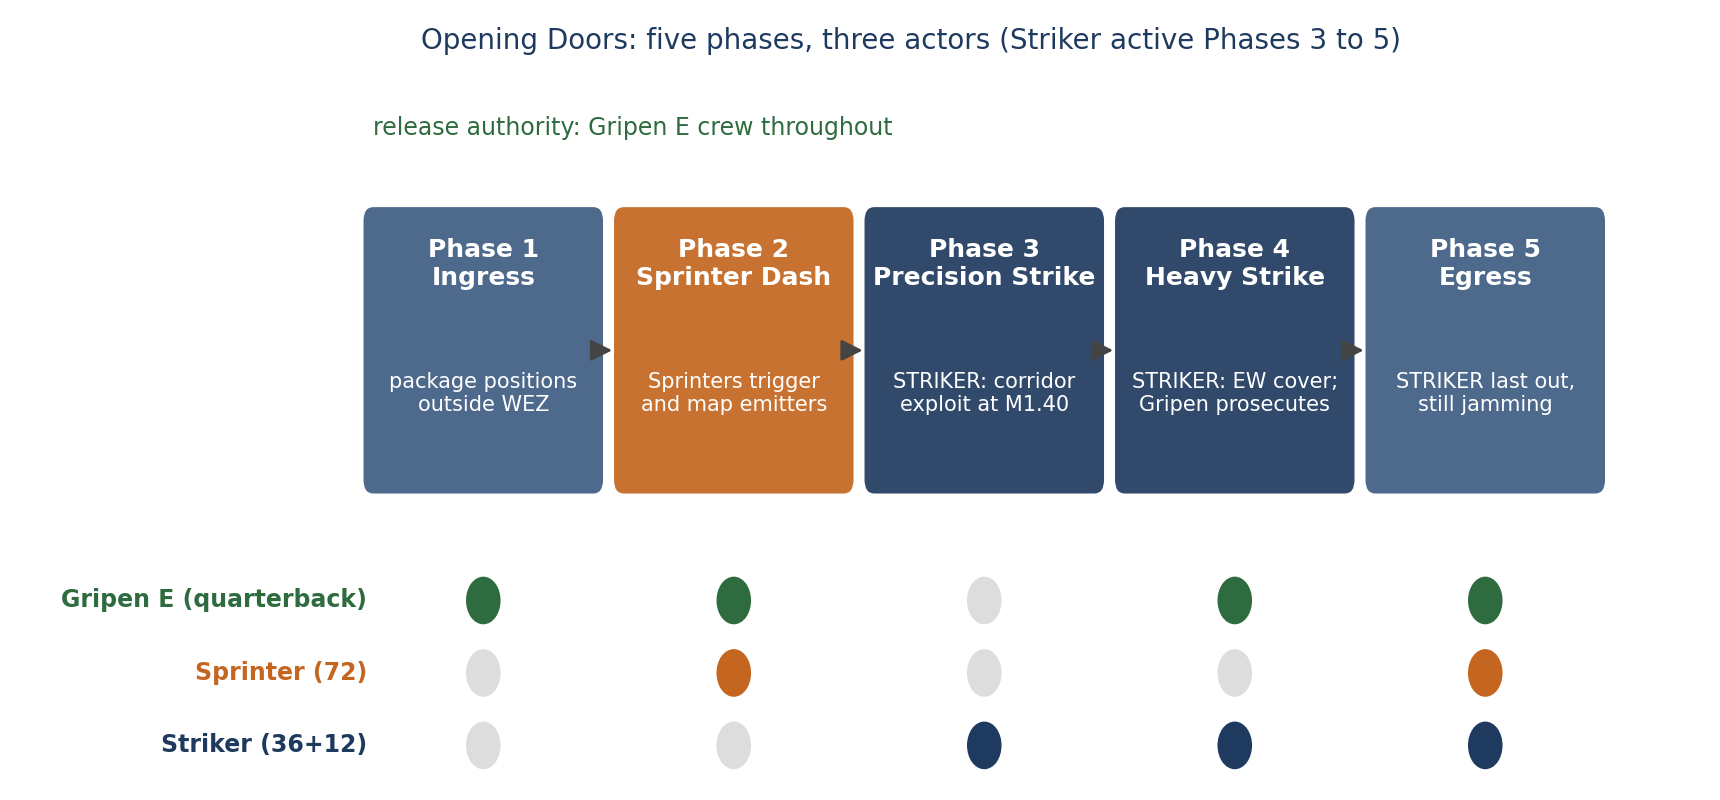 Opening Doors: five phases, three actors (Striker active Phases 3 to 5)
release authority: Gripen E crew throughout
Phase 1
Ingress
package positions
outside WEZ
Phase 2
Sprinter Dash
Sprinters trigger
and map emitters
Phase 3
Precision Strike
STRIKER: corridor
exploit at M1.40
Phase 4
Heavy Strike
STRIKER: EW cover;
Gripen prosecutes
Phase 5
Egress
STRIKER last out,
still jamming
Gripen E (quarterback)
Sprinter (72)
Striker (36+12)